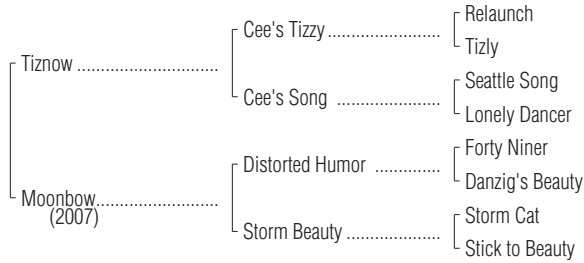 Relaunch
Cee's Tizzy
Tizly
Tiznow
Seattle Song
Cee's Song
Lonely Dancer
Forty Niner
Distorted Humor
Danzig's Beauty
Moonbow
(2007)
Storm Cat
Storm Beauty
Stick to Beauty